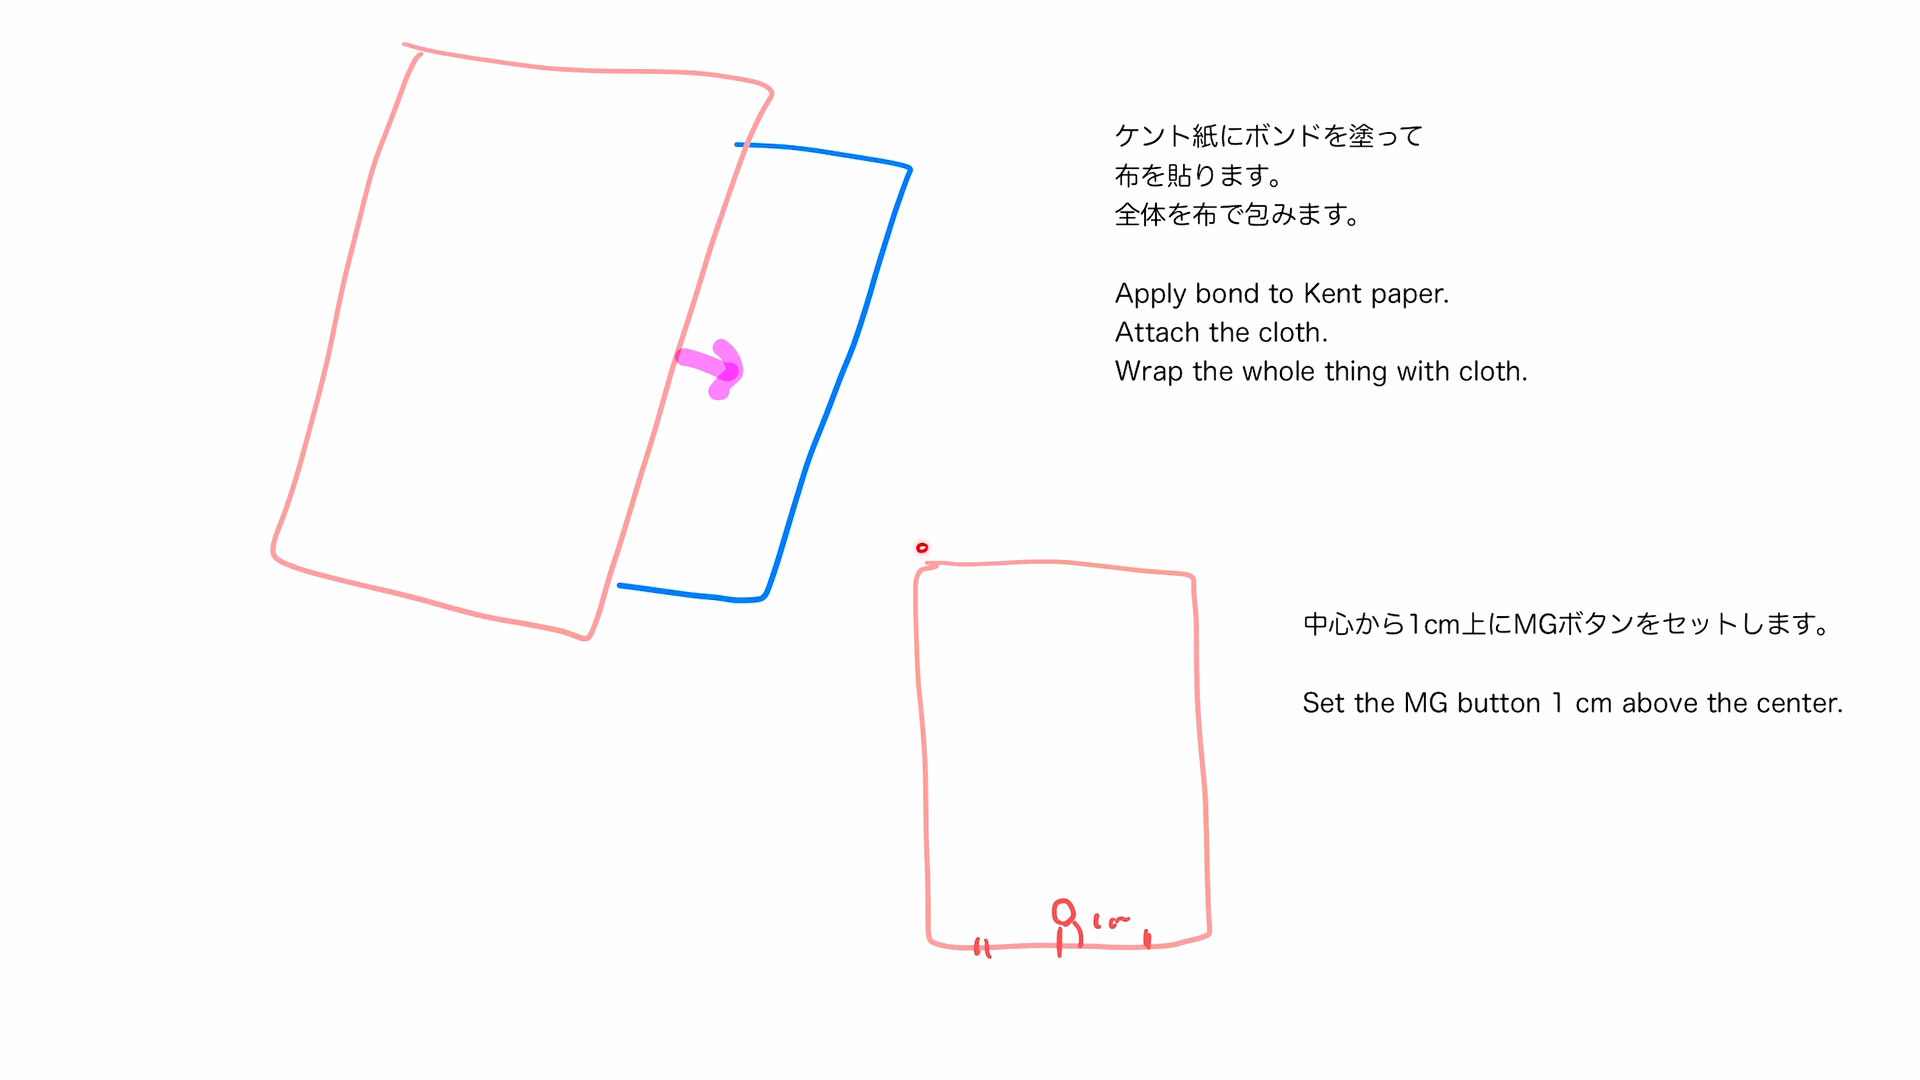 ケント紙にボンドを塗って
布を貼ります。
全体を布で包みます。
Apply bond to Kent paper.
Attach the cloth.
Wrap the whole thing with cloth.
中心から1cm上にMGボタンをセットします。
Set the MG button 1 cm above the center.